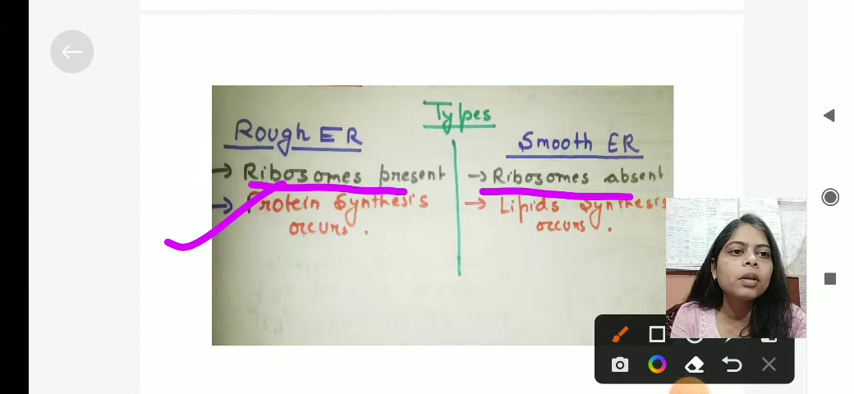 Types
Rough ER
→ Ribosomes present
→ Protein Synthesis
occurs.
Smooth ER
→ Ribosomes absent
→ Lipids Synthesis
occurs.